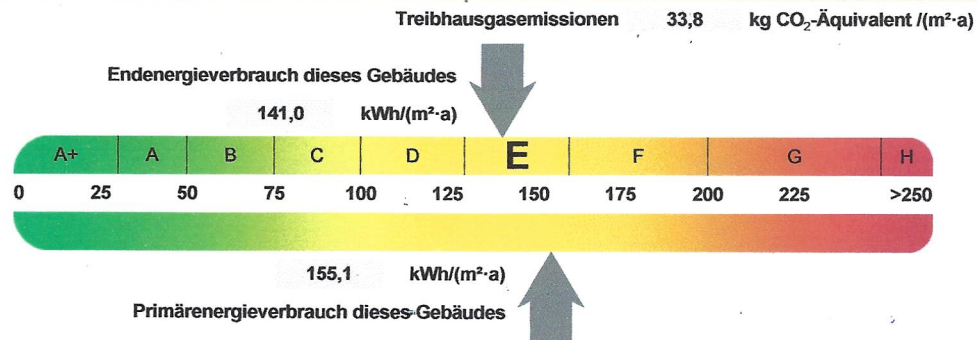 Treibhausgasemissionen 33,8 kg CO₂-Äquivalent /(m²·a)
Endenergieverbrauch dieses Gebäudes
141,0 kWh/(m²·a)
A+ A B C D E F G H
0 25 50 75 100 125 150 175 200 225 >250
155,1 kWh/(m²·a)
Primärenergieverbrauch dieses Gebäudes